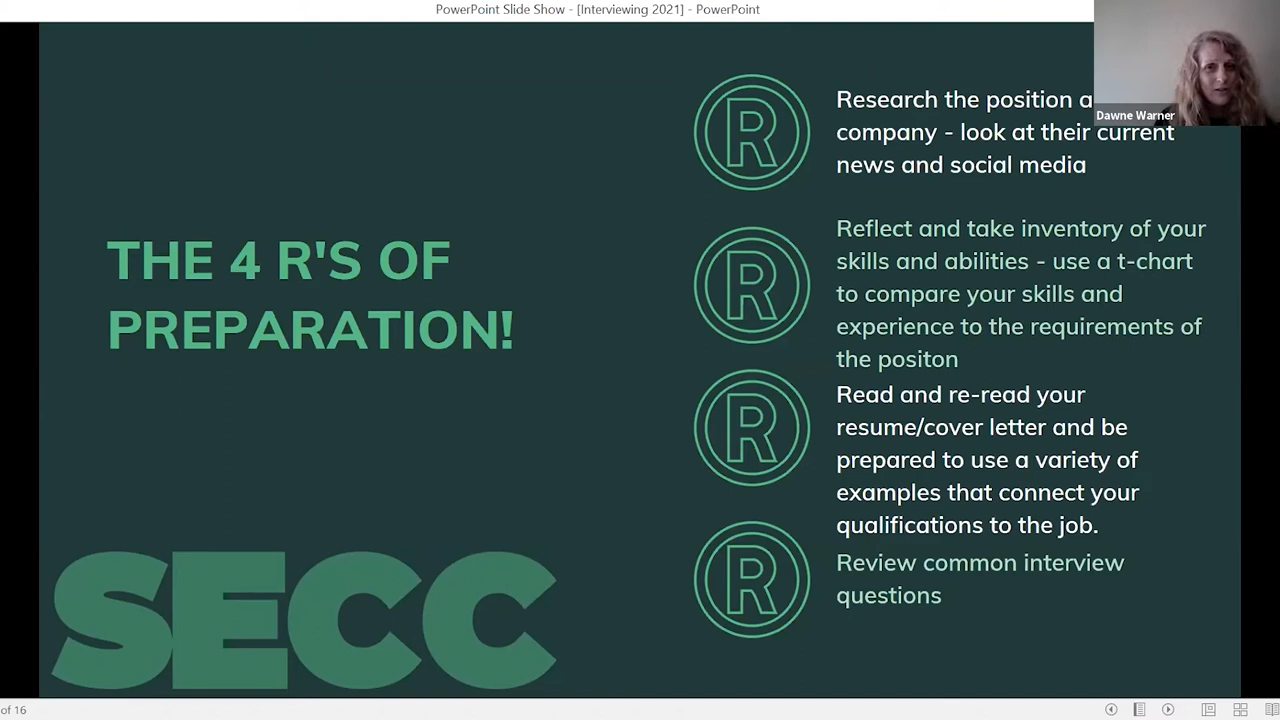 PowerPoint Slide Show - [Interviewing 2021] - PowerPoint
Dawne Warner
THE 4 R'S OF
PREPARATION!
SECC
R
Research the position a
company - look at their current
news and social media
R
Reflect and take inventory of your
skills and abilities - use a t-chart
to compare your skills and
experience to the requirements of
the positon
R
Read and re-read your
resume/cover letter and be
prepared to use a variety of
examples that connect your
qualifications to the job.
R
Review common interview
questions
of 16